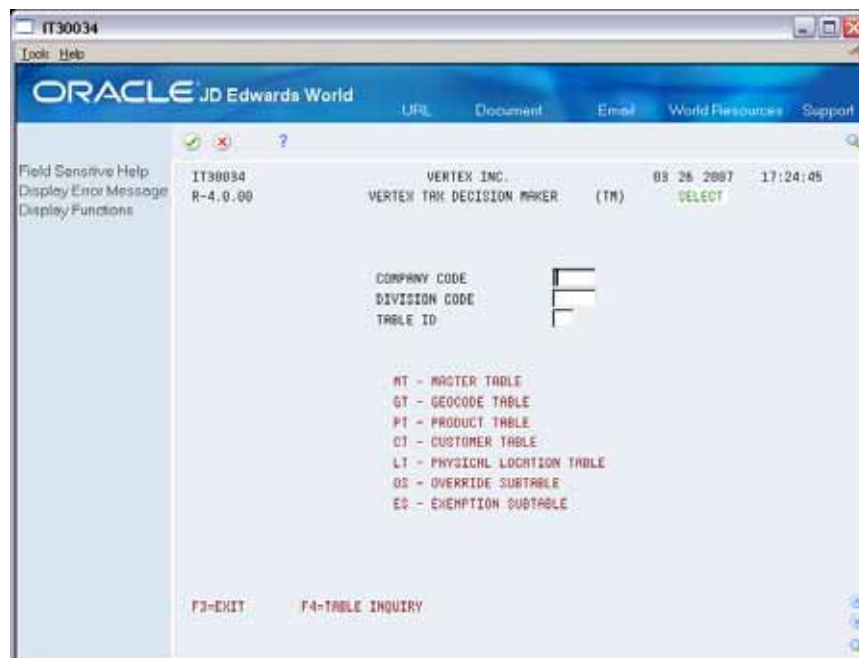 IT30034
Tools Help
ORACLE JD Edwards World
URL Document Email World Resources Support
?
Field Sensitive Help
Display Error Message
Display Functions
IT30034 VERTEX INC. 03 26 2007 17:24:45
R-4.0.00 VERTEX TAX DECISION MAKER (TM) SELECT
COMPANY CODE
DIVISION CODE
TABLE ID
MT - MASTER TABLE
GT - GEOCODE TABLE
PT - PRODUCT TABLE
CT - CUSTOMER TABLE
LT - PHYSICAL LOCATION TABLE
OS - OVERRIDE SUBTABLE
ES - EXEMPTION SUBTABLE
F3=EXIT F4=TABLE INQUIRY